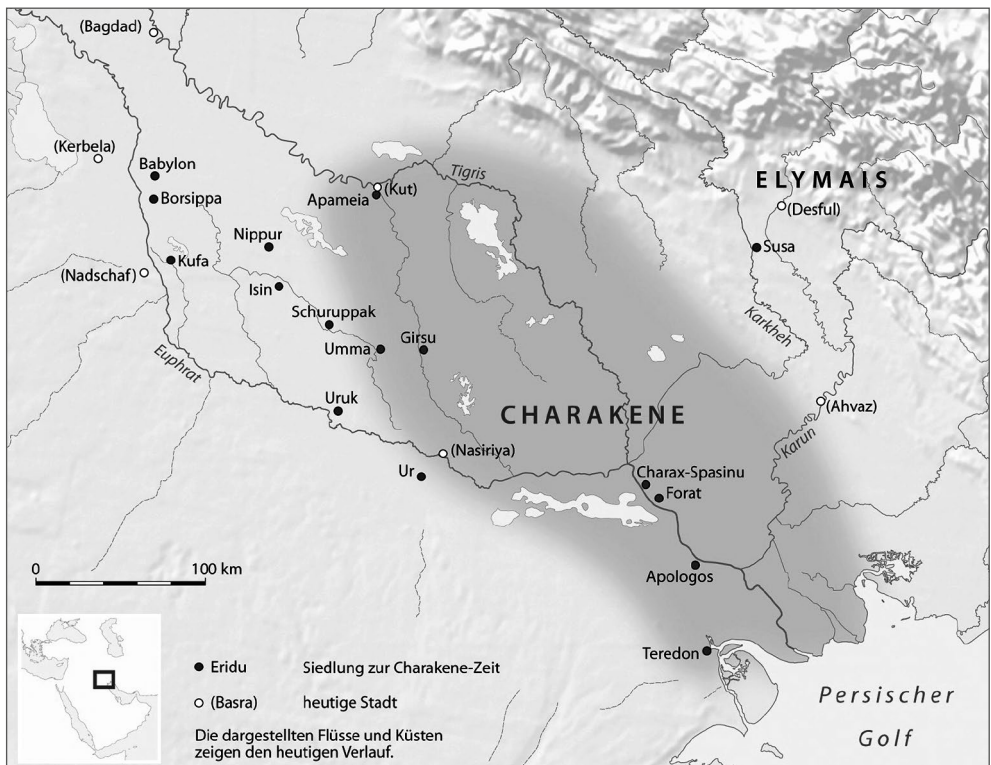 (Bagdad)
(Kerbela)
Babylon
Borsippa
Tigris
(Kut)
Apameia
ELYMAIS
(Desful)
Nippur
Susa
Kufa
(Nadschaf)
Isin
Schuruppak
Karkheh
Umma
Girsu
Euphrat
Uruk
CHARAKENE
(Ahvaz)
Karun
(Nasiriya)
Ur
Charax-Spasinu
Forat
0 100 km
Apologos
Teredon
Eridu Siedlung zur Charakene-Zeit
(Basra) heutige Stadt
Die dargestellten Flüsse und Küsten
zeigen den heutigen Verlauf.
Persischer
Golf